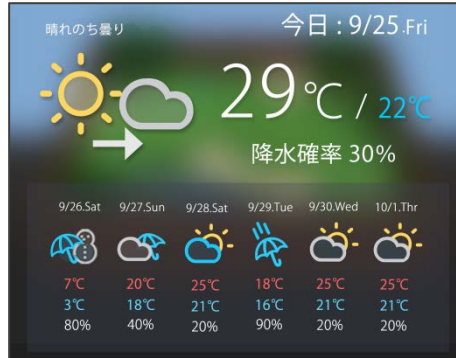 晴れのち曇り
今日 : 9/25.Fri
29℃ / 22℃
降水確率 30%
9/26.Sat 9/27.Sun 9/28.Sat 9/29.Tue 9/30.Wed 10/1.Thr
7℃ 20℃ 25℃ 18℃ 25℃ 25℃
3℃ 18℃ 21℃ 16℃ 21℃ 21℃
80% 40% 20% 90% 20% 20%